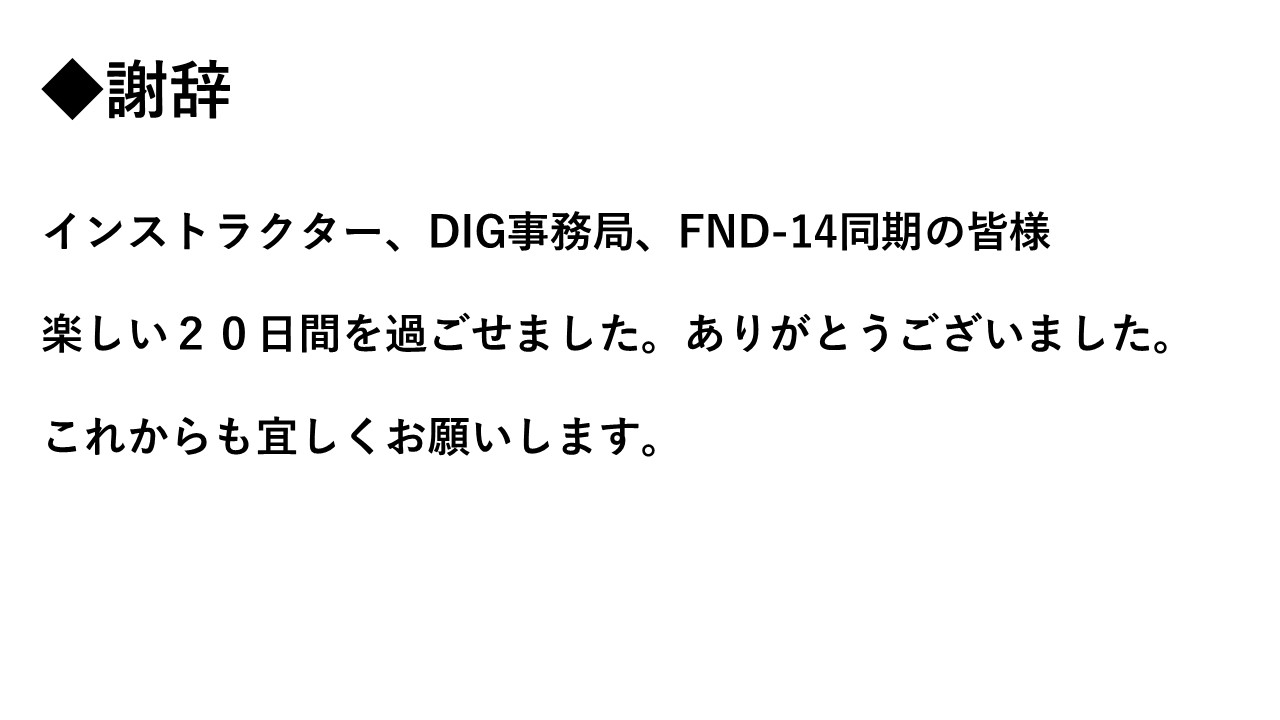 ◆謝辞
インストラクター、DIG事務局、FND-14同期の皆様
楽しい２０日間を過ごせました。ありがとうございました。
これからも宜しくお願いします。